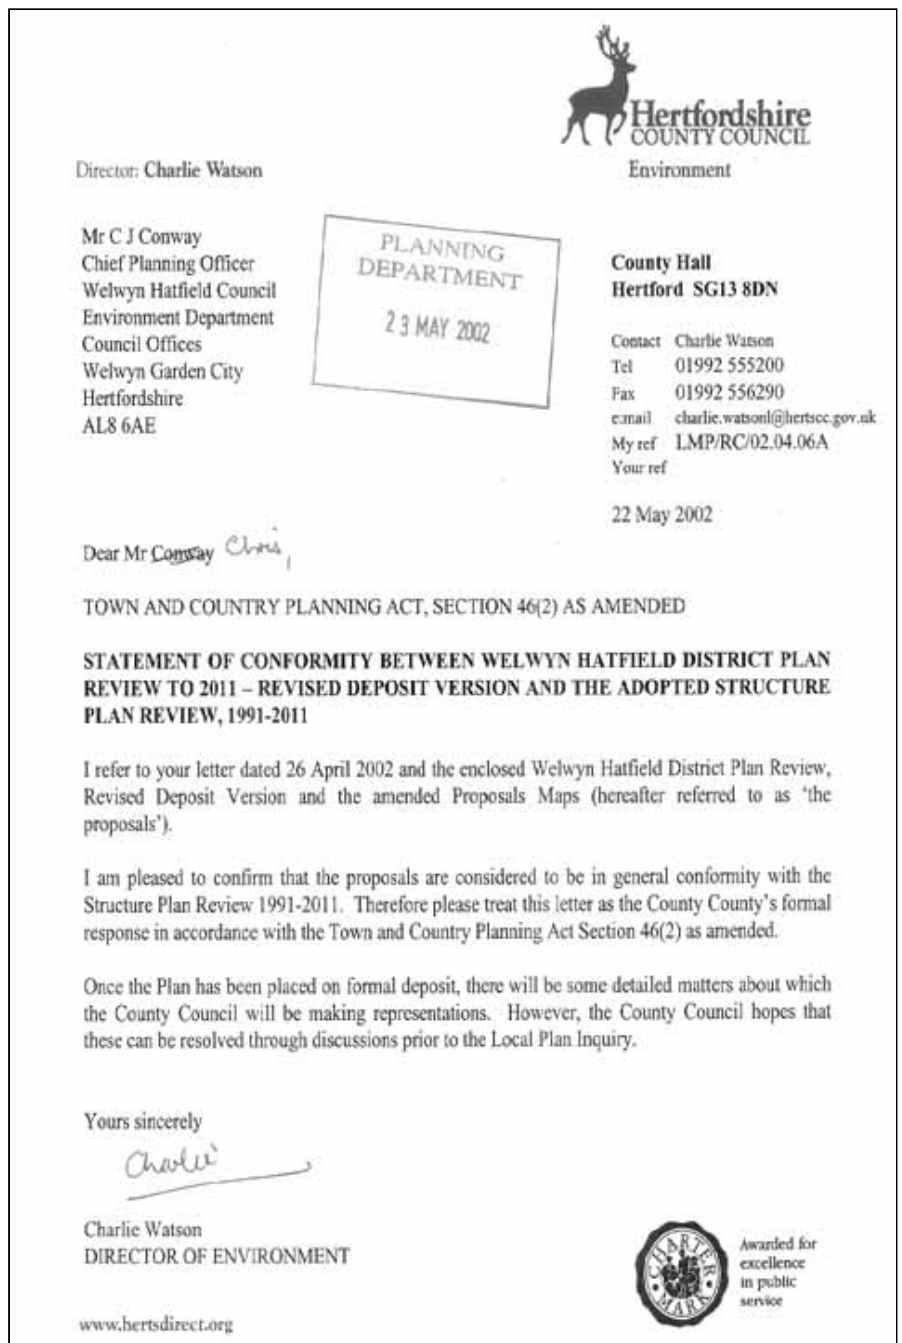 Hertfordshire
COUNTY COUNCIL
Environment
Director: Charlie Watson
Mr C J Conway
Chief Planning Officer
Welwyn Hatfield Council
Environment Department
Council Offices
Welwyn Garden City
Hertfordshire
AL8 6AE
PLANNING
DEPARTMENT
23 MAY 2002
County Hall
Hertford SG13 8DN
Contact Charlie Watson
Tel 01992 555200
Fax 01992 556290
e:mail charlie.watsonl@hertscc.gov.uk
My ref LMP/RC/02.04.06A
Your ref
22 May 2002
Dear Mr Conway Chris,
TOWN AND COUNTRY PLANNING ACT, SECTION 46(2) AS AMENDED
STATEMENT OF CONFORMITY BETWEEN WELWYN HATFIELD DISTRICT PLAN
REVIEW TO 2011 – REVISED DEPOSIT VERSION AND THE ADOPTED STRUCTURE
PLAN REVIEW, 1991-2011
I refer to your letter dated 26 April 2002 and the enclosed Welwyn Hatfield District Plan Review,
Revised Deposit Version and the amended Proposals Maps (hereafter referred to as 'the
proposals').
I am pleased to confirm that the proposals are considered to be in general conformity with the
Structure Plan Review 1991-2011. Therefore please treat this letter as the County County's formal
response in accordance with the Town and Country Planning Act Section 46(2) as amended.
Once the Plan has been placed on formal deposit, there will be some detailed matters about which
the County Council will be making representations. However, the County Council hopes that
these can be resolved through discussions prior to the Local Plan Inquiry.
Yours sincerely
Charlie
Charlie Watson
DIRECTOR OF ENVIRONMENT
CHARTER
MARK
Awarded for
excellence
in public
service
www.hertsdirect.org